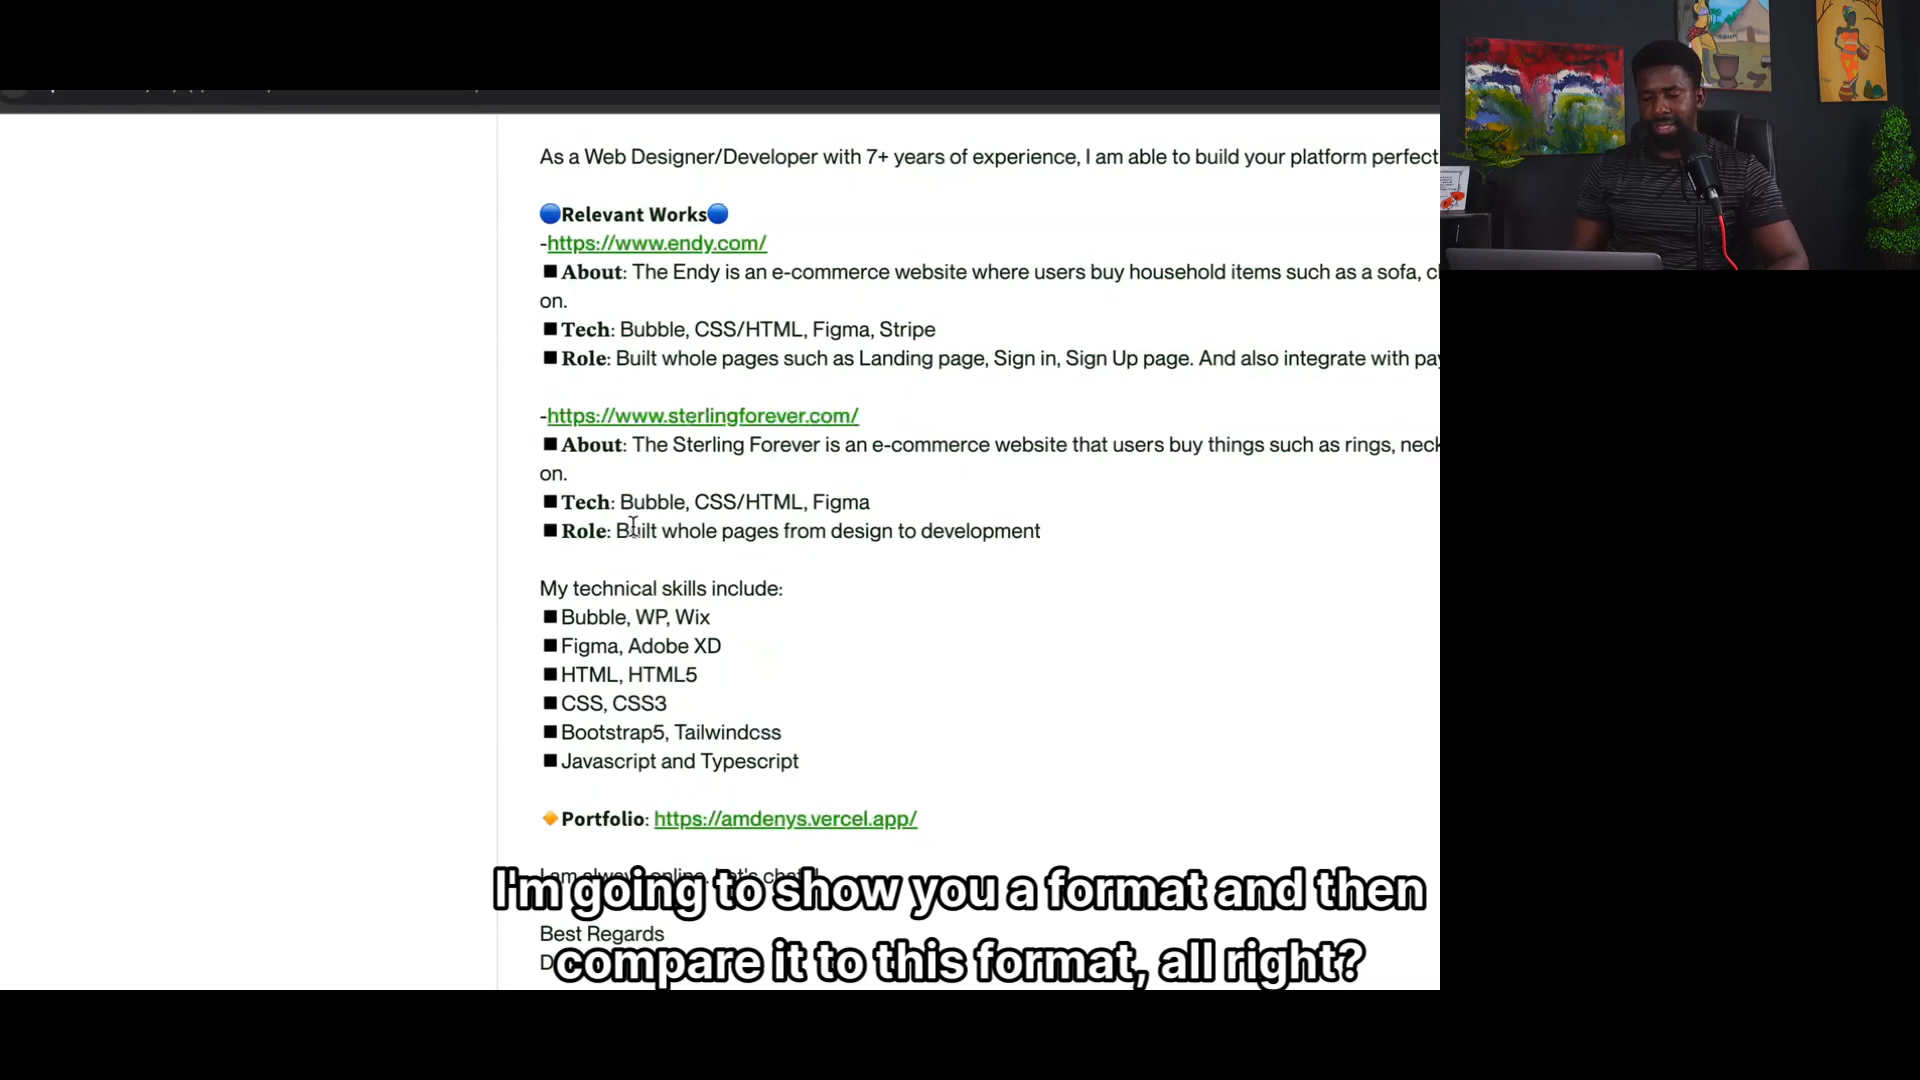 As a Web Designer/Developer with 7+ years of experience, I am able to build your platform perfect
🔵Relevant Works🔵
-https://www.endy.com/
◼About: The Endy is an e-commerce website where users buy household items such as a sofa,
on.
◼Tech: Bubble, CSS/HTML, Figma, Stripe
◼Role: Built whole pages such as Landing page, Sign in, Sign Up page. And also integrate with pay
-https://www.sterlingforever.com/
◼About: The Sterling Forever is an e-commerce website that users buy things such as rings, neck
on.
◼Tech: Bubble, CSS/HTML, Figma
◼Role: Built whole pages from design to development
My technical skills include:
◼Bubble, WP, Wix
◼Figma, Adobe XD
◼HTML, HTML5
◼CSS, CSS3
◼Bootstrap5, Tailwindcss
◼Javascript and Typescript
🔸Portfolio: https://amdenys.vercel.app/
I'm going to show you a format and then
Best Regards
compare it to this format, all right?